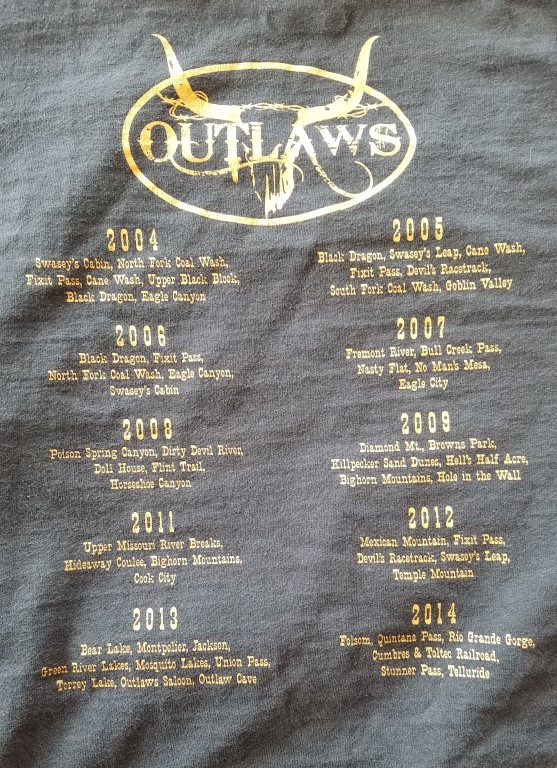 OUTLAWS
2004
Swasey's Cabin, North Fork Coal Wash,
Fixit Pass, Cane Wash, Upper Black Block,
Black Dragon, Eagle Canyon
2005
Black Dragon, Swasey's Leap, Cane Wash,
Fixit Pass, Devil's Racetrack,
South Fork Coal Wash, Goblin Valley
2006
Black Dragon, Fixit Pass,
North Fork Coal Wash, Eagle Canyon,
Swasey's Cabin
2007
Fremont River, Bull Creek Pass,
Nasty Flat, No Man's Mesa,
Eagle City
2008
Poison Spring Canyon, Dirty Devil River,
Doll House, Flint Trail,
Horseshoe Canyon
2009
Diamond Mt., Browns Park,
Killpecker Sand Dunes, Hell's Half Acre,
Bighorn Mountains, Hole in the Wall
2011
Upper Missouri River Breaks,
Hideaway Coulee, Bighorn Mountains,
Cook City
2012
Mexican Mountain, Fixit Pass,
Devil's Racetrack, Swasey's Leap,
Temple Mountain
2013
Bear Lake, Montpelier, Jackson,
Green River Lakes, Mosquito Lakes, Union Pass,
Torrey Lake, Outlaws Saloon, Outlaw Cave
2014
Folsom, Quintana Pass, Rio Grande Gorge,
Cumbres & Toltec Railroad,
Stunner Pass, Telluride